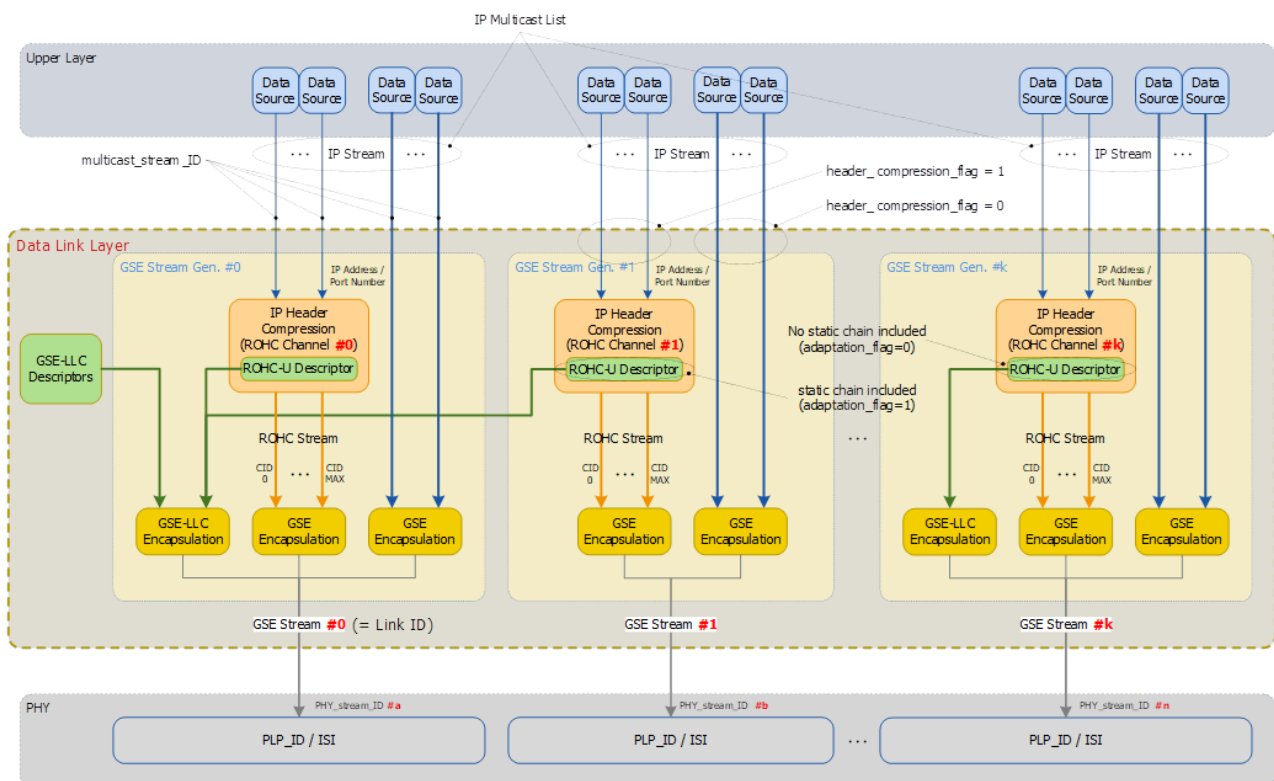 IP Multicast List
Upper Layer
Data Source
Data Source
Data Source
Data Source
Data Source
Data Source
Data Source
Data Source
Data Source
Data Source
Data Source
Data Source
... IP Stream ...
... IP Stream ...
... IP Stream ...
multicast_stream _ID
header_ compression_flag = 1
header_ compression_flag = 0
Data Link Layer
GSE Stream Gen. #0
GSE Stream Gen. #1
GSE Stream Gen. #k
IP Address /
Port Number
IP Address /
Port Number
IP Address /
Port Number
IP Header
Compression
(ROHC Channel #0)
ROHC-U Descriptor
IP Header
Compression
(ROHC Channel #1)
ROHC-U Descriptor
No static chain included
(adaptation_flag=0)
IP Header
Compression
(ROHC Channel #k)
ROHC-U Descriptor
GSE-LLC
Descriptors
static chain included
(adaptation_flag=1)
ROHC Stream
ROHC Stream
ROHC Stream
...
CID
0
...
CID
MAX
CID
0
...
CID
MAX
CID
0
...
CID
MAX
GSE-LLC
Encapsulation
GSE
Encapsulation
GSE
Encapsulation
GSE
Encapsulation
GSE
Encapsulation
GSE-LLC
Encapsulation
GSE
Encapsulation
GSE
Encapsulation
GSE Stream #0 (= Link ID)
GSE Stream #1
GSE Stream #k
PHY
PHY_stream_ID #a
PHY_stream_ID #b
PHY_stream_ID #n
PLP_ID / ISI
PLP_ID / ISI
...
PLP_ID / ISI